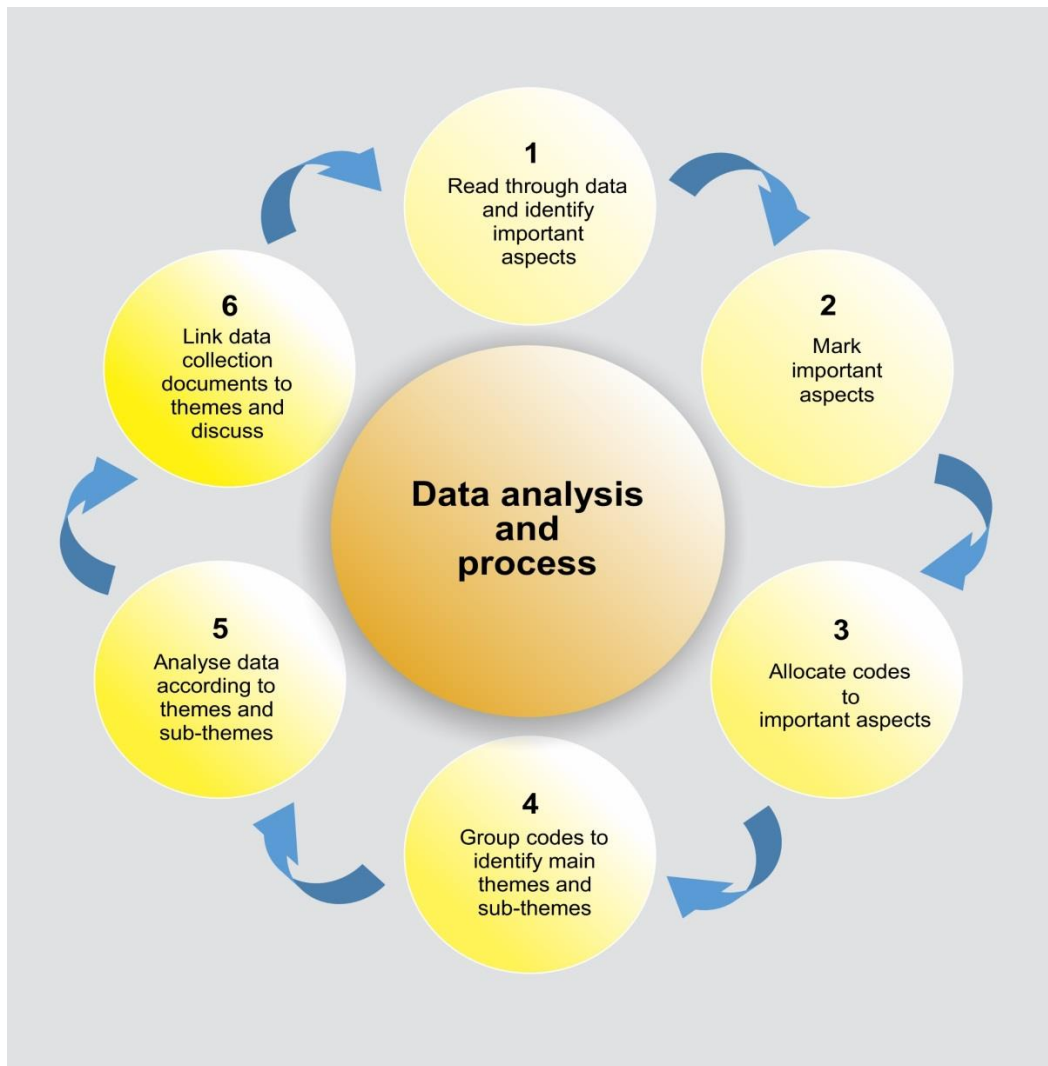 1
Read through data
and identify
important
aspects
2
Mark
important
aspects
3
Allocate codes
to
important aspects
4
Group codes to
identify main
themes and
sub-themes
5
Analyse data
according to
themes and
sub-themes
6
Link data
collection
documents to
themes and
discuss
Data analysis
and
process